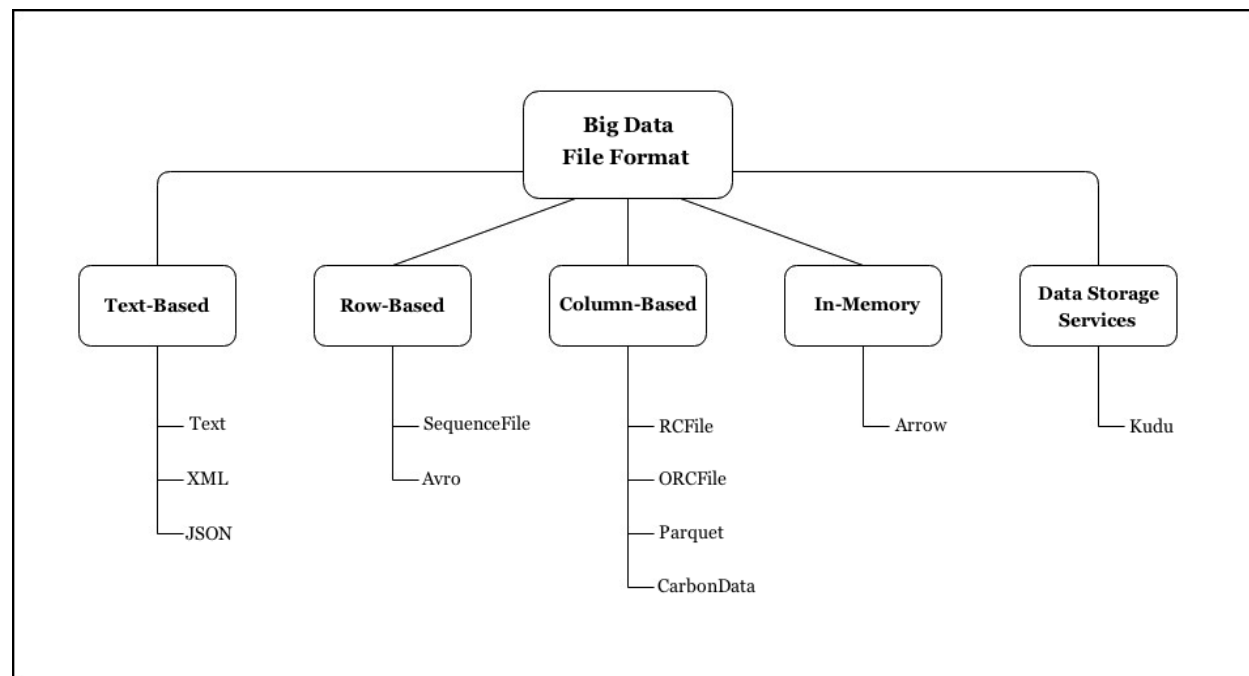 Big Data
File Format
Text-Based
Row-Based
Column-Based
In-Memory
Data Storage
Services
Text
XML
JSON
SequenceFile
Avro
RCFile
ORCFile
Parquet
CarbonData
Arrow
Kudu